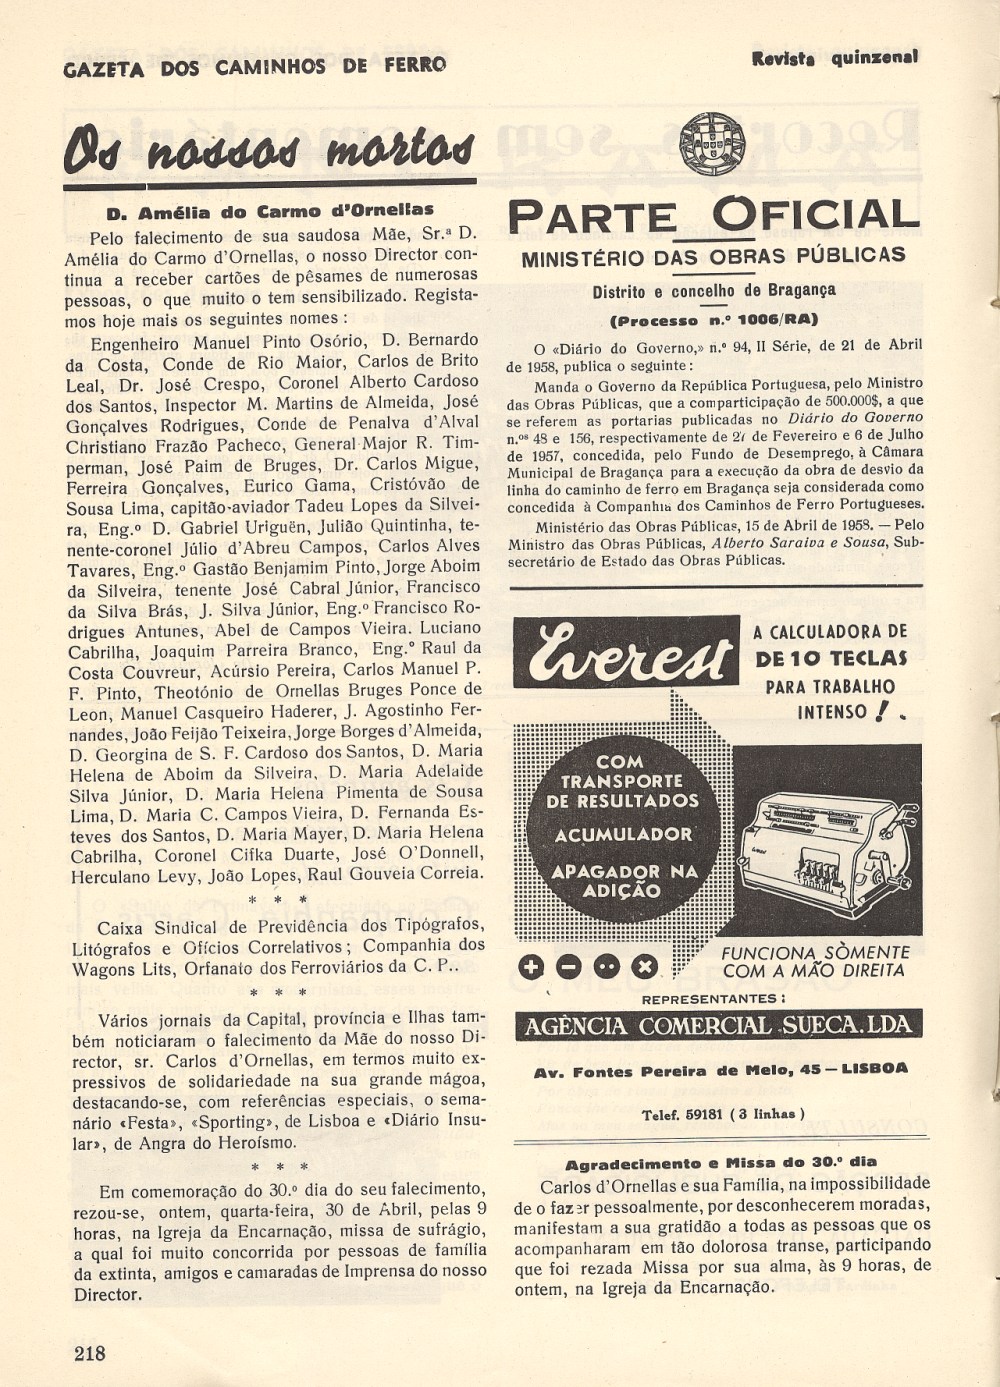 GAZETA DOS CAMINHOS DE FERRO
Revista quinzenal
Os nossos mortos
D. Amélia do Carmo d'Ornellas
Pelo falecimento de sua saudosa Mãe, Sr.ª D.
Amélia do Carmo d'Ornellas, o nosso Director con-
tinua a receber cartões de pêsames de numerosas
pessoas, o que muito o tem sensibilizado. Regista-
mos hoje mais os seguintes nomes :
Engenheiro Manuel Pinto Osório, D. Bernardo
da Costa, Conde de Rio Maior, Carlos de Brito
Leal, Dr. José Crespo, Coronel Alberto Cardoso
dos Santos, Inspector M. Martins de Almeida, José
Gonçalves Rodrigues, Conde de Penalva d'Alval
Christiano Frazão Pacheco, General Major R. Tim-
perman, José Paim de Bruges, Dr. Carlos Migue,
Ferreira Gonçalves, Eurico Gama, Cristóvão de
Sousa Lima, capitão-aviador Tadeu Lopes da Silvei-
ra, Eng.º D. Gabriel Uriguën, Julião Quintinha, te-
nente-coronel Júlio d'Abreu Campos, Carlos Alves
Tavares, Eng.º Gastão Benjamim Pinto, Jorge Aboim
da Silveira, tenente José Cabral Júnior, Francisco
da Silva Brás, J. Silva Júnior, Eng.º Francisco Ro-
drigues Antunes, Abel de Campos Vieira. Luciano
Cabrilha, Joaquim Parreira Branco, Eng.º Raul da
Costa Couvreur, Acúrsio Pereira, Carlos Manuel P.
F. Pinto, Theotónio de Ornellas Bruges Ponce de
Leon, Manuel Casqueiro Haderer, J. Agostinho Fer-
nandes, João Feijão Teixeira, Jorge Borges d'Almeida,
D. Georgina de S. F. Cardoso dos Santos, D. Maria
Helena de Aboim da Silveira, D. Maria Adelaide
Silva Júnior, D. Maria Helena Pimenta de Sousa
Lima, D. Maria C. Campos Vieira, D. Fernanda Es-
teves dos Santos, D. Maria Mayer, D. Maria Helena
Cabrilha, Coronel Cifka Duarte, José O'Donnell,
Herculano Levy, João Lopes, Raul Gouveia Correia.
* * *
Caixa Sindical de Previdência dos Tipógrafos,
Litógrafos e Ofícios Correlativos ; Companhia dos
Wagons Lits, Orfanato dos Ferroviários da C. P..
* * *
Vários jornais da Capital, província e Ilhas tam-
bém noticiaram o falecimento da Mãe do nosso Di-
rector, sr. Carlos d'Ornellas, em termos muito ex-
pressivos de solidariedade na sua grande mágoa,
destacando-se, com referências especiais, o sema-
nário «Festa», «Sporting», de Lisboa e «Diário Insu-
lar», de Angra do Heroísmo.
* * *
Em comemoração do 30.º dia do seu falecimento,
rezou-se, ontem, quarta-feira, 30 de Abril, pelas 9
horas, na Igreja da Encarnação, missa de sufrágio,
a qual foi muito concorrida por pessoas de família
da extinta, amigos e camaradas de Imprensa do nosso
Director.
218
PARTE OFICIAL
MINISTÉRIO DAS OBRAS PÚBLICAS
Distrito e concelho de Bragança
(Processo n.º 1006/RA)
O «Diário do Governo,» n.º 94, II Série, de 21 de Abril
de 1958, publica o seguinte :
Manda o Governo da República Portuguesa, pelo Ministro
das Obras Públicas, que a comparticipação de 500.000$, a que
se referem as portarias publicadas no Diário do Governo
n.os 48 e 156, respectivamente de 27 de Fevereiro e 6 de Julho
de 1957, concedida, pelo Fundo de Desemprego, à Câmara
Municipal de Bragança para a execução da obra de desvio da
linha do caminho de ferro em Bragança seja considerada como
concedida à Companhia dos Caminhos de Ferro Portugueses.
Ministério das Obras Públicas, 15 de Abril de 1958. — Pelo
Ministro das Obras Públicas, Alberto Saraiva e Sousa, Sub-
secretário de Estado das Obras Públicas.
Everest
A CALCULADORA DE
DE 10 TECLAS
PARA TRABALHO
INTENSO !
COM
TRANSPORTE
DE RESULTADOS
ACUMULADOR
APAGADOR NA
ADIÇÃO
FUNCIONA SÒMENTE
COM A MÃO DIREITA
REPRESENTANTES :
AGÊNCIA COMERCIAL SUECA. LDA
Av. Fontes Pereira de Melo, 45 — LISBOA
Telef. 59181 ( 3 linhas )
Agradecimento e Missa do 30.º dia
Carlos d'Ornellas e sua Família, na impossibilidade
de o fazer pessoalmente, por desconhecerem moradas,
manifestam a sua gratidão a todas as pessoas que os
acompanharam em tão dolorosa transe, participando
que foi rezada Missa por sua alma, às 9 horas, de
ontem, na Igreja da Encarnação.